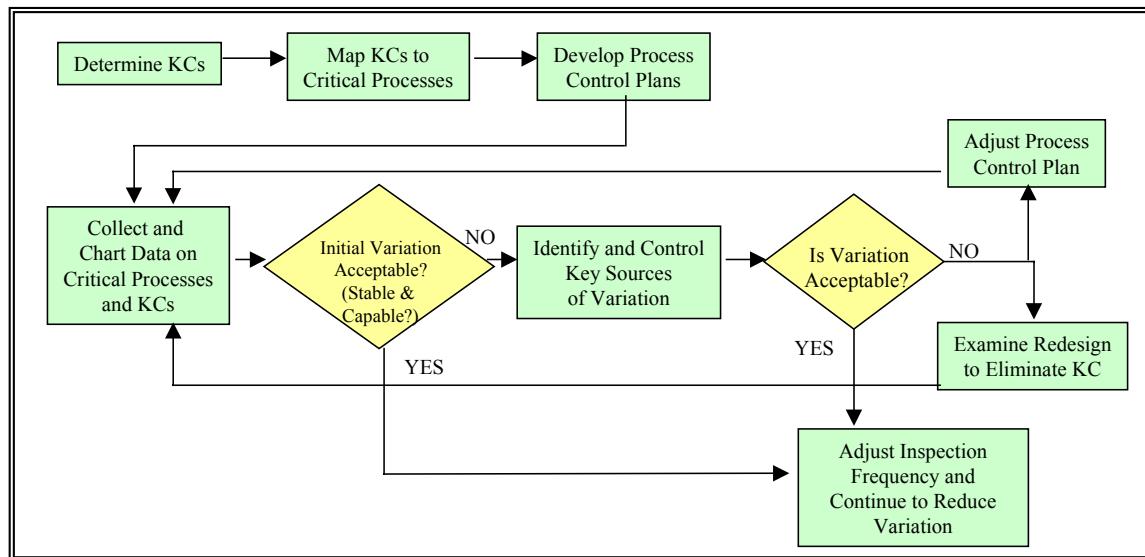 Determine KCs
Map KCs to
Critical Processes
Develop Process
Control Plans
Adjust Process
Control Plan
Collect and
Chart Data on
Critical Processes
and KCs
Initial Variation
Acceptable?
(Stable &
Capable?)
NO
Identify and Control
Key Sources
of Variation
Is Variation
Acceptable?
NO
YES
YES
Examine Redesign
to Eliminate KC
Adjust Inspection
Frequency and
Continue to Reduce
Variation